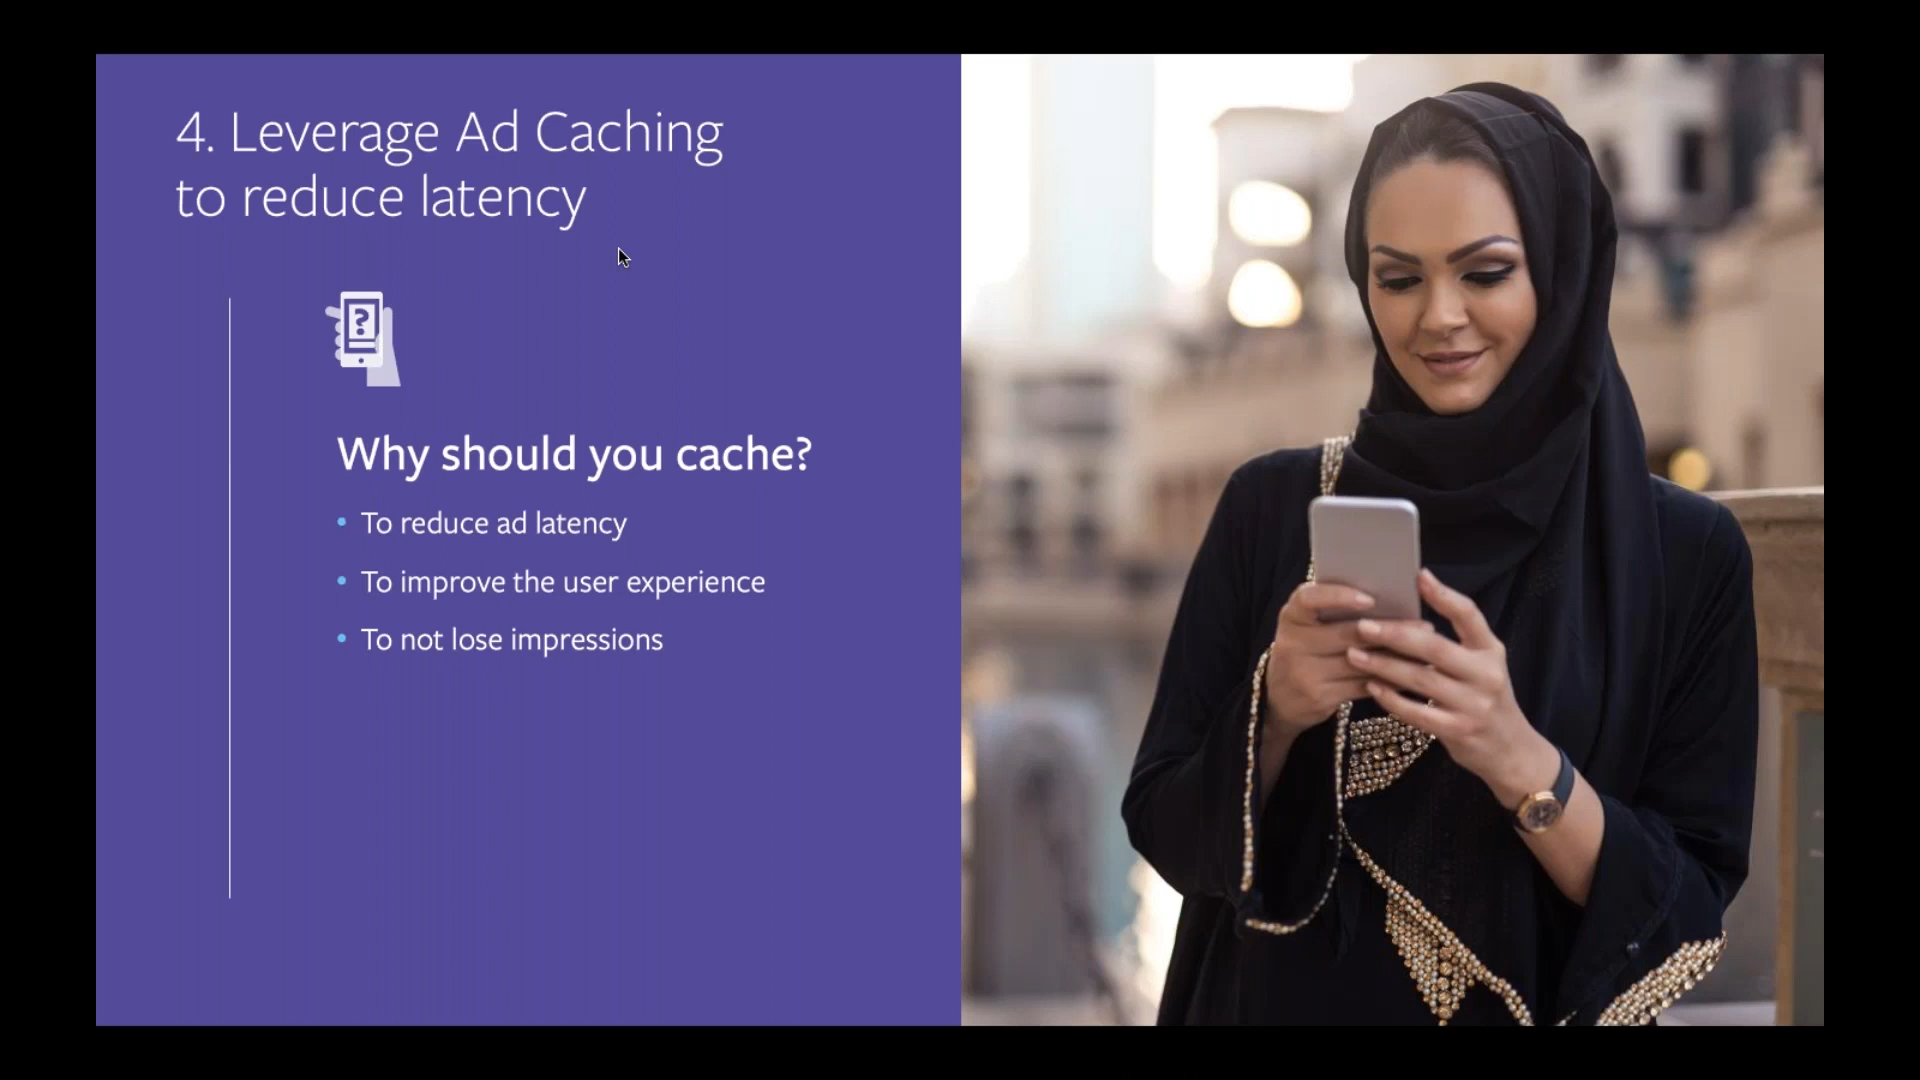 4. Leverage Ad Caching
to reduce latency
?
Why should you cache?
• To reduce ad latency
• To improve the user experience
• To not lose impressions